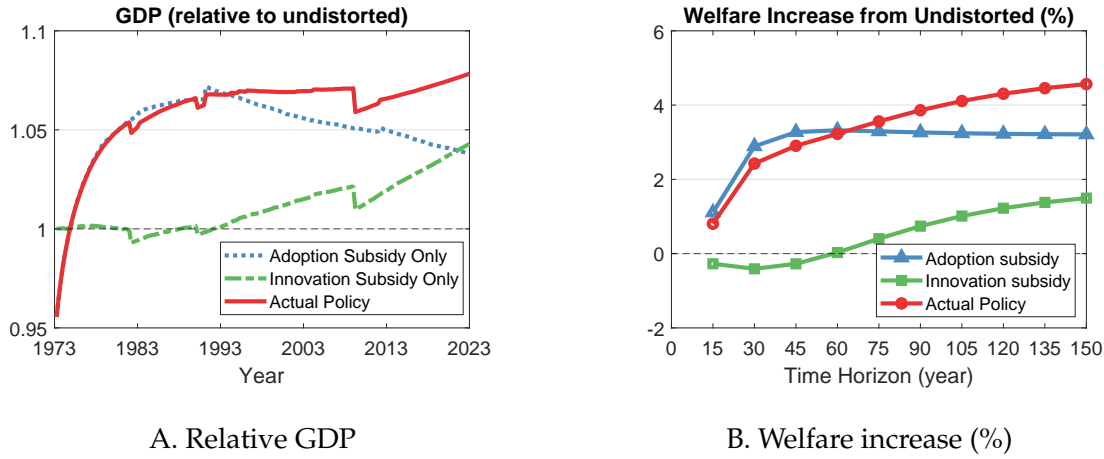 GDP (relative to undistorted)
1.1
1.05
1
0.95
1973
1983
1993
2003
2013
2023
Year
Adoption Subsidy Only
Innovation Subsidy Only
Actual Policy
A. Relative GDP
Welfare Increase from Undistorted (%)
6
4
2
0
-2
0
15
30
45
60
75
90
105
120
135
150
Time Horizon (year)
Adoption subsidy
Innovation subsidy
Actual Policy
B. Welfare increase (%)